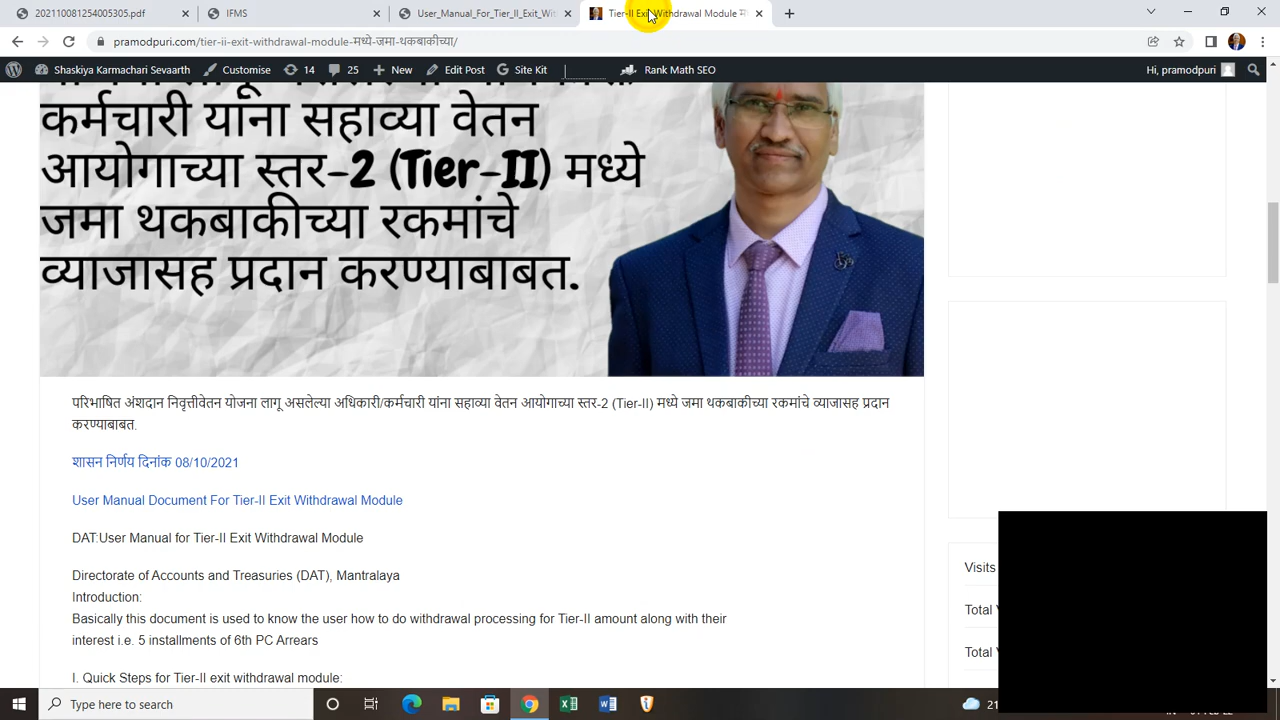 202110081254005305.pdf
IFMS
User_Manual_For_Tier_II_Exit_Wit
Tier-II Exit Withdrawal Module म
pramodpuri.com/tier-ii-exit-withdrawal-module-मध्ये-जमा-थकबाकीच्या/
Shaskiya Karmachari Sevaarth
Customise
14
25
New
Edit Post
Site Kit
Rank Math SEO
Hi, pramodpuri
कर्मचारी यांना सहाव्या वेतन
आयोगाच्या स्तर-2 (Tier-II) मध्ये
जमा थकबाकीच्या रकमांचे
व्याजासह प्रदान करण्याबाबत.
परिभाषित अंशदान निवृत्तीवेतन योजना लागू असलेल्या अधिकारी/कर्मचारी यांना सहाव्या वेतन आयोगाच्या स्तर-2 (Tier-II) मध्ये जमा थकबाकीच्या रकमांचे व्याजासह प्रदान
करण्याबाबत.
शासन निर्णय दिनांक 08/10/2021
User Manual Document For Tier-II Exit Withdrawal Module
DAT:User Manual for Tier-II Exit Withdrawal Module
Directorate of Accounts and Treasuries (DAT), Mantralaya
Introduction:
Basically this document is used to know the user how to do withdrawal processing for Tier-II amount along with their
interest i.e. 5 installments of 6th PC Arrears
I. Quick Steps for Tier-II exit withdrawal module:
Visits
Total
Total
Type here to search
21